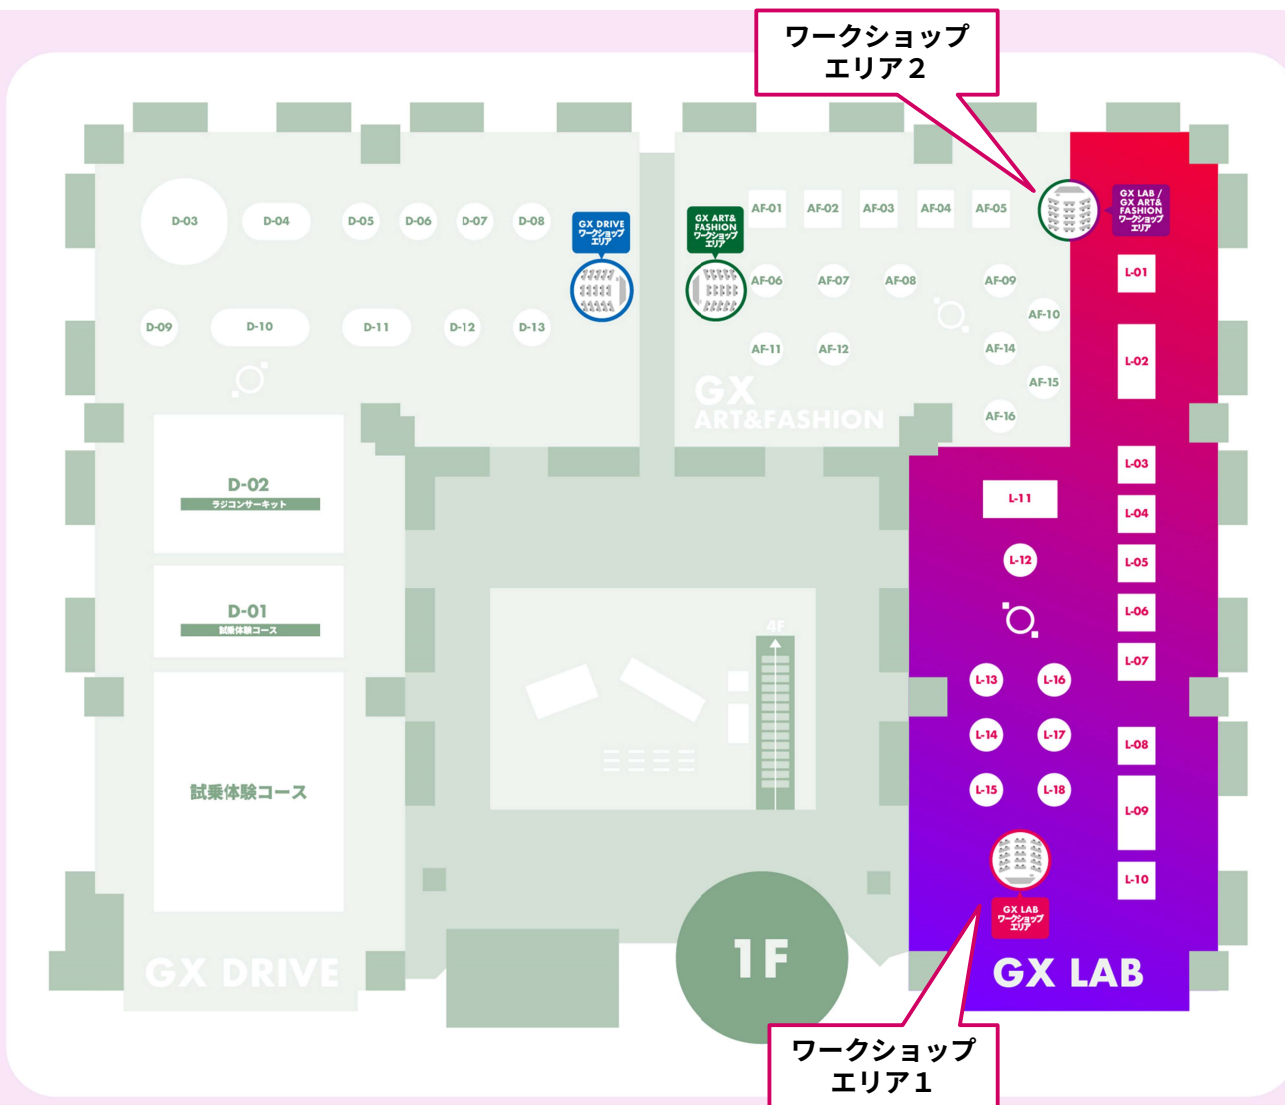 ワークショップ
エリア２
D-03
D-04
D-05
D-06
D-07
D-08
GX DRIVE
ワークショップ
エリア
GX ART&
FASHION
ワークショップ
エリア
AF-01
AF-02
AF-03
AF-04
AF-05
GX LAB /
GX ART&
FASHION
ワークショップ
エリア
D-09
D-10
D-11
D-12
D-13
AF-06
AF-07
AF-08
AF-09
AF-10
AF-11
AF-12
AF-14
AF-15
AF-16
GX
ART&FASHION
L-01
L-02
L-03
L-04
L-05
L-06
L-07
L-08
L-09
L-10
L-11
L-12
L-13
L-16
L-14
L-17
L-15
L-18
D-02
ラジコンサーキット
D-01
試乗体験コース
試乗体験コース
4F
GX LAB
ワークショップ
エリア
GX DRIVE
1F
GX LAB
ワークショップ
エリア１